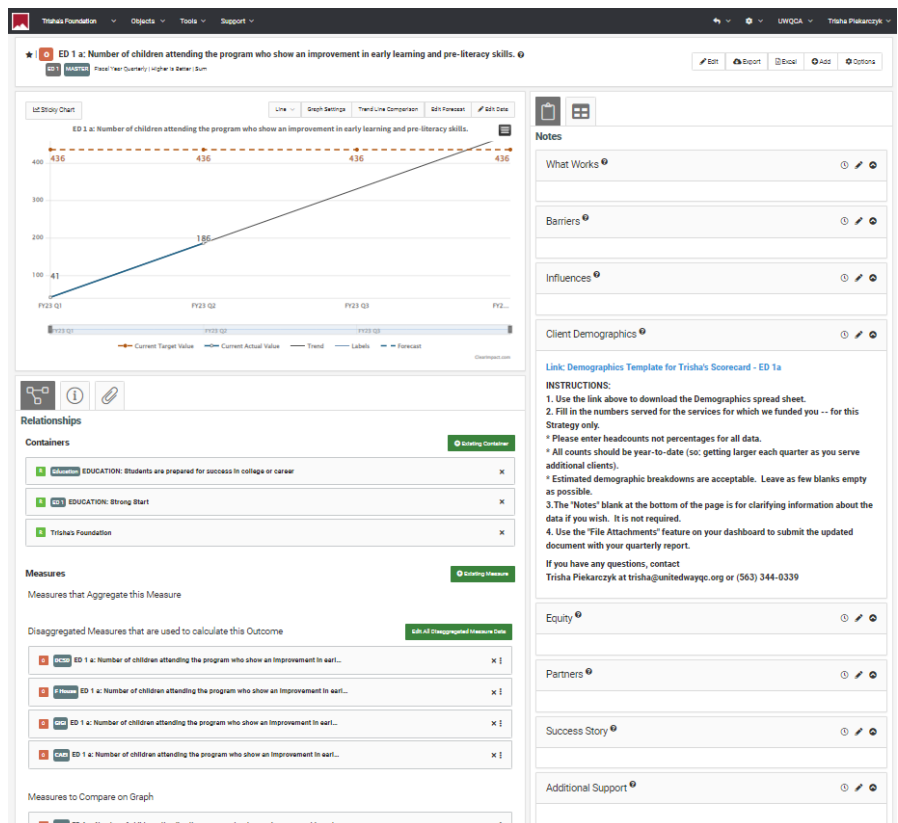 Trisha's Foundation
Objects
Tools
Support
UWQCA
Trisha Piekarczyk
ED 1 a: Number of children attending the program who show an improvement in early learning and pre-literacy skills.
ED 1 MASTER Fiscal Year Quarterly | Higher Is Better | Sum
Edit
Export
Excel
Add
Options
Sticky Chart
Line
Graph Settings
Trend Line Comparison
Edit Forecast
Edit Data
ED 1 a: Number of children attending the program who show an improvement in early learning and pre-literacy skills.
400
300
200
100
436
436
436
436
186
41
FY23 Q1
FY23 Q2
FY23 Q3
FY2...
FY23 Q1
FY23 Q2
FY23 Q3
Current Target Value
Current Actual Value
Trend
Labels
Forecast
ClearImpact.com
Relationships
Containers
Existing Container
S Education EDUCATION: Students are prepared for success in college or career
S ED 1 EDUCATION: Strong Start
S Trisha's Foundation
Measures
Existing Measure
Measures that Aggregate this Measure
Disaggregated Measures that are used to calculate this Outcome
Edit All Disaggregated Measure Data
ED 1 a: Number of children attending the program who show an improvement in earl...
F House ED 1 a: Number of children attending the program who show an improvement in earl...
GIGI ED 1 a: Number of children attending the program who show an improvement in earl...
CAEI ED 1 a: Number of children attending the program who show an improvement in earl...
Measures to Compare on Graph
Notes
What Works
Barriers
Influences
Client Demographics
Link: Demographics Template for Trisha's Scorecard - ED 1a
INSTRUCTIONS:
1. Use the link above to download the Demographics spread sheet.
2. Fill in the numbers served for the services for which we funded you -- for this
Strategy only.
* Please enter headcounts not percentages for all data.
* All counts should be year-to-date (so: getting larger each quarter as you serve
additional clients).
* Estimated demographic breakdowns are acceptable. Leave as few blanks empty
as possible.
3.The "Notes" blank at the bottom of the page is for clarifying information about the
data if you wish. It is not required.
4. Use the "File Attachments" feature on your dashboard to submit the updated
document with your quarterly report.
If you have any questions, contact
Trisha Piekarczyk at trisha@unitedwayqc.org or (563) 344-0339
Equity
Partners
Success Story
Additional Support